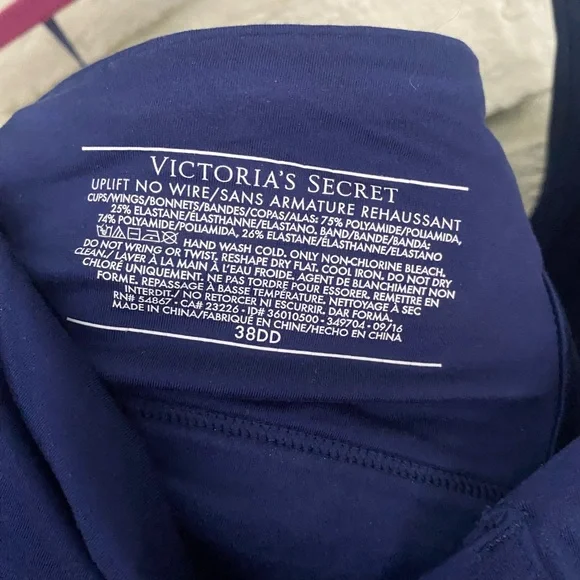 VICTORIA'S SECRET
UPLIFT NO WIRE/SANS ARMATURE REHAUSSANT
CUPS/WINGS/BONNETS/BANDES/COPAS/ALAS: 75% POLYAMIDE/POLIAMIDA,
25% ELASTANE/ÉLASTHANNE/ELASTANO. BAND/BANDE/BANDA:
74% POLYAMIDE/POLIAMIDA, 26% ELASTANE/ÉLASTHANNE/ELASTANO
HAND WASH COLD. ONLY NON-CHLORINE BLEACH.
DO NOT WRING OR TWIST. RESHAPE DRY FLAT. COOL IRON. DO NOT DRY
CLEAN./ LAVER À LA MAIN À L'EAU FROIDE. AGENT DE BLANCHIMENT NON
CHLORÉ UNIQUEMENT. NE PAS TORDRE POUR ESSORER. REMETTRE EN
FORME. REPASSAGE À BASSE TEMPÉRATURE. NETTOYAGE À SEC
INTERDIT./ NO RETORCER NI ESCURRIR. DAR FORMA.
RN# 54867 • CA# 23226 • ID# 36010500 • 349704 • 09/16
MADE IN CHINA/FABRIQUÉ EN CHINE/HECHO EN CHINA
38DD